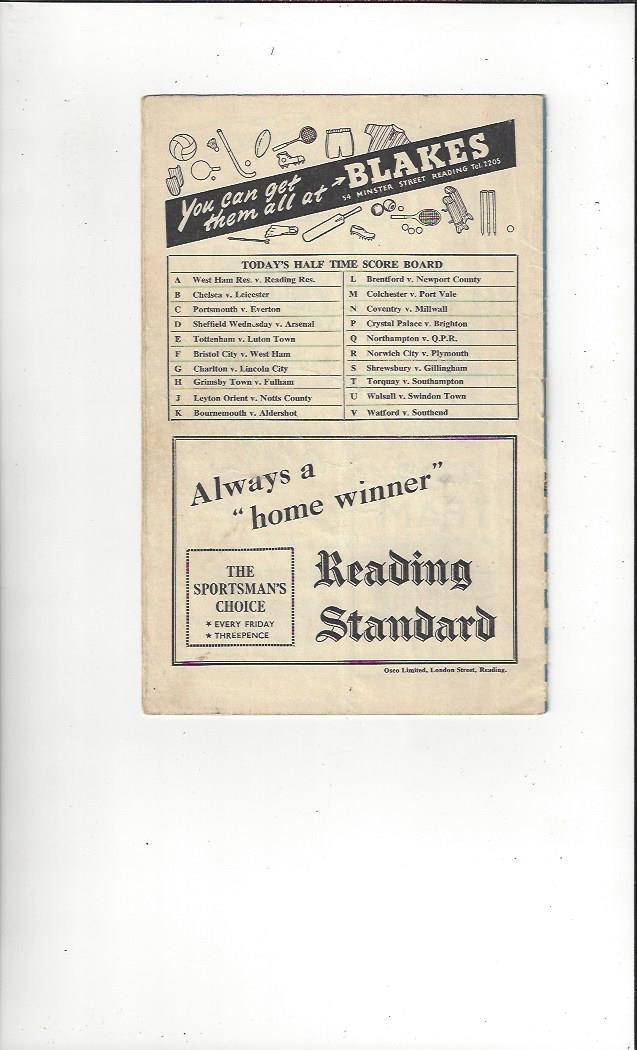 You can get
them all at
BLAKES
54 MINSTER STREET READING Tel. 2205
TODAY'S HALF TIME SCORE BOARD
A West Ham Res. v. Reading Res.
B Chelsea v. Leicester
C Portsmouth v. Everton
D Sheffield Wednesday v. Arsenal
E Tottenham v. Luton Town
F Bristol City v. West Ham
G Charlton v. Lincoln City
H Grimsby Town v. Fulham
J Leyton Orient v. Notts County
K Bournemouth v. Aldershot
L Brentford v. Newport County
M Colchester v. Port Vale
N Coventry v. Millwall
P Crystal Palace v. Brighton
Q Northampton v. Q.P.R.
R Norwich City v. Plymouth
S Shrewsbury v. Gillingham
T Torquay v. Southampton
U Walsall v. Swindon Town
V Watford v. Southend
Always a
"home winner"
THE
SPORTSMAN'S
CHOICE
* EVERY FRIDAY
* THREEPENCE
Reading
Standard
Osco Limited, London Street, Reading.